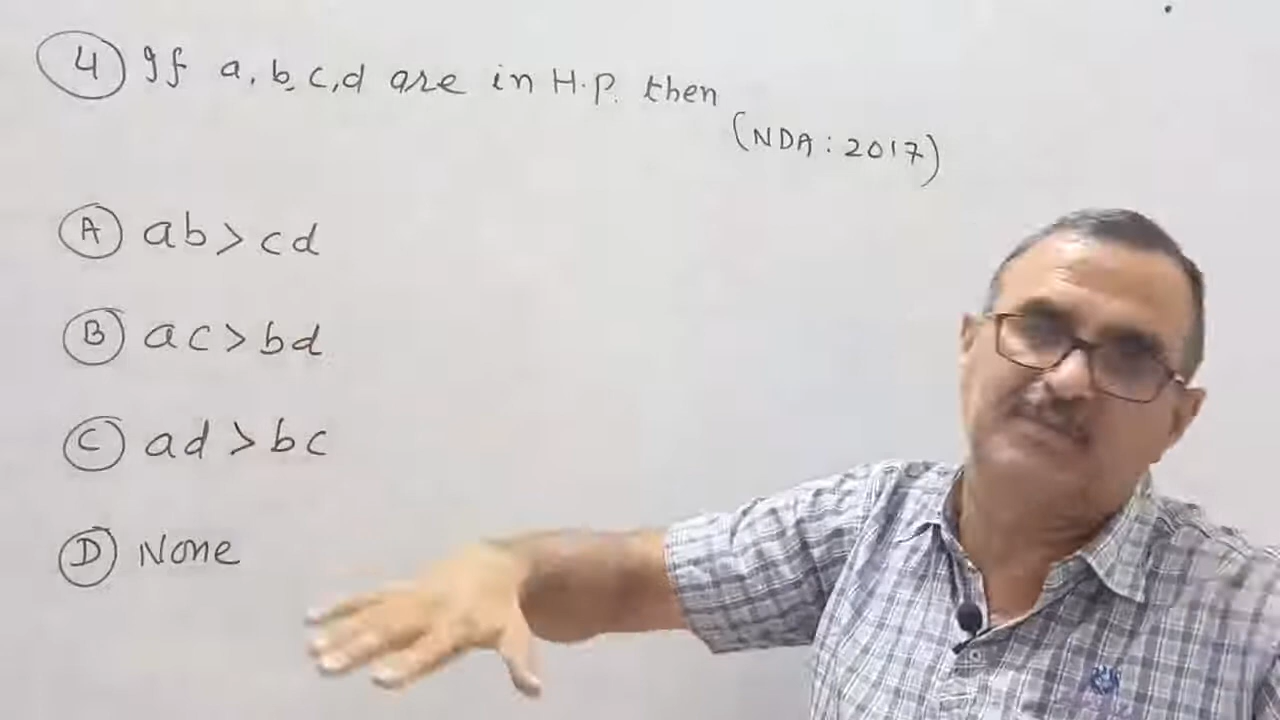 4 If a, b, c, d are in H.P. then
(NDA : 2017)
A ab > cd
B ac > bd
C ad > bc
D None